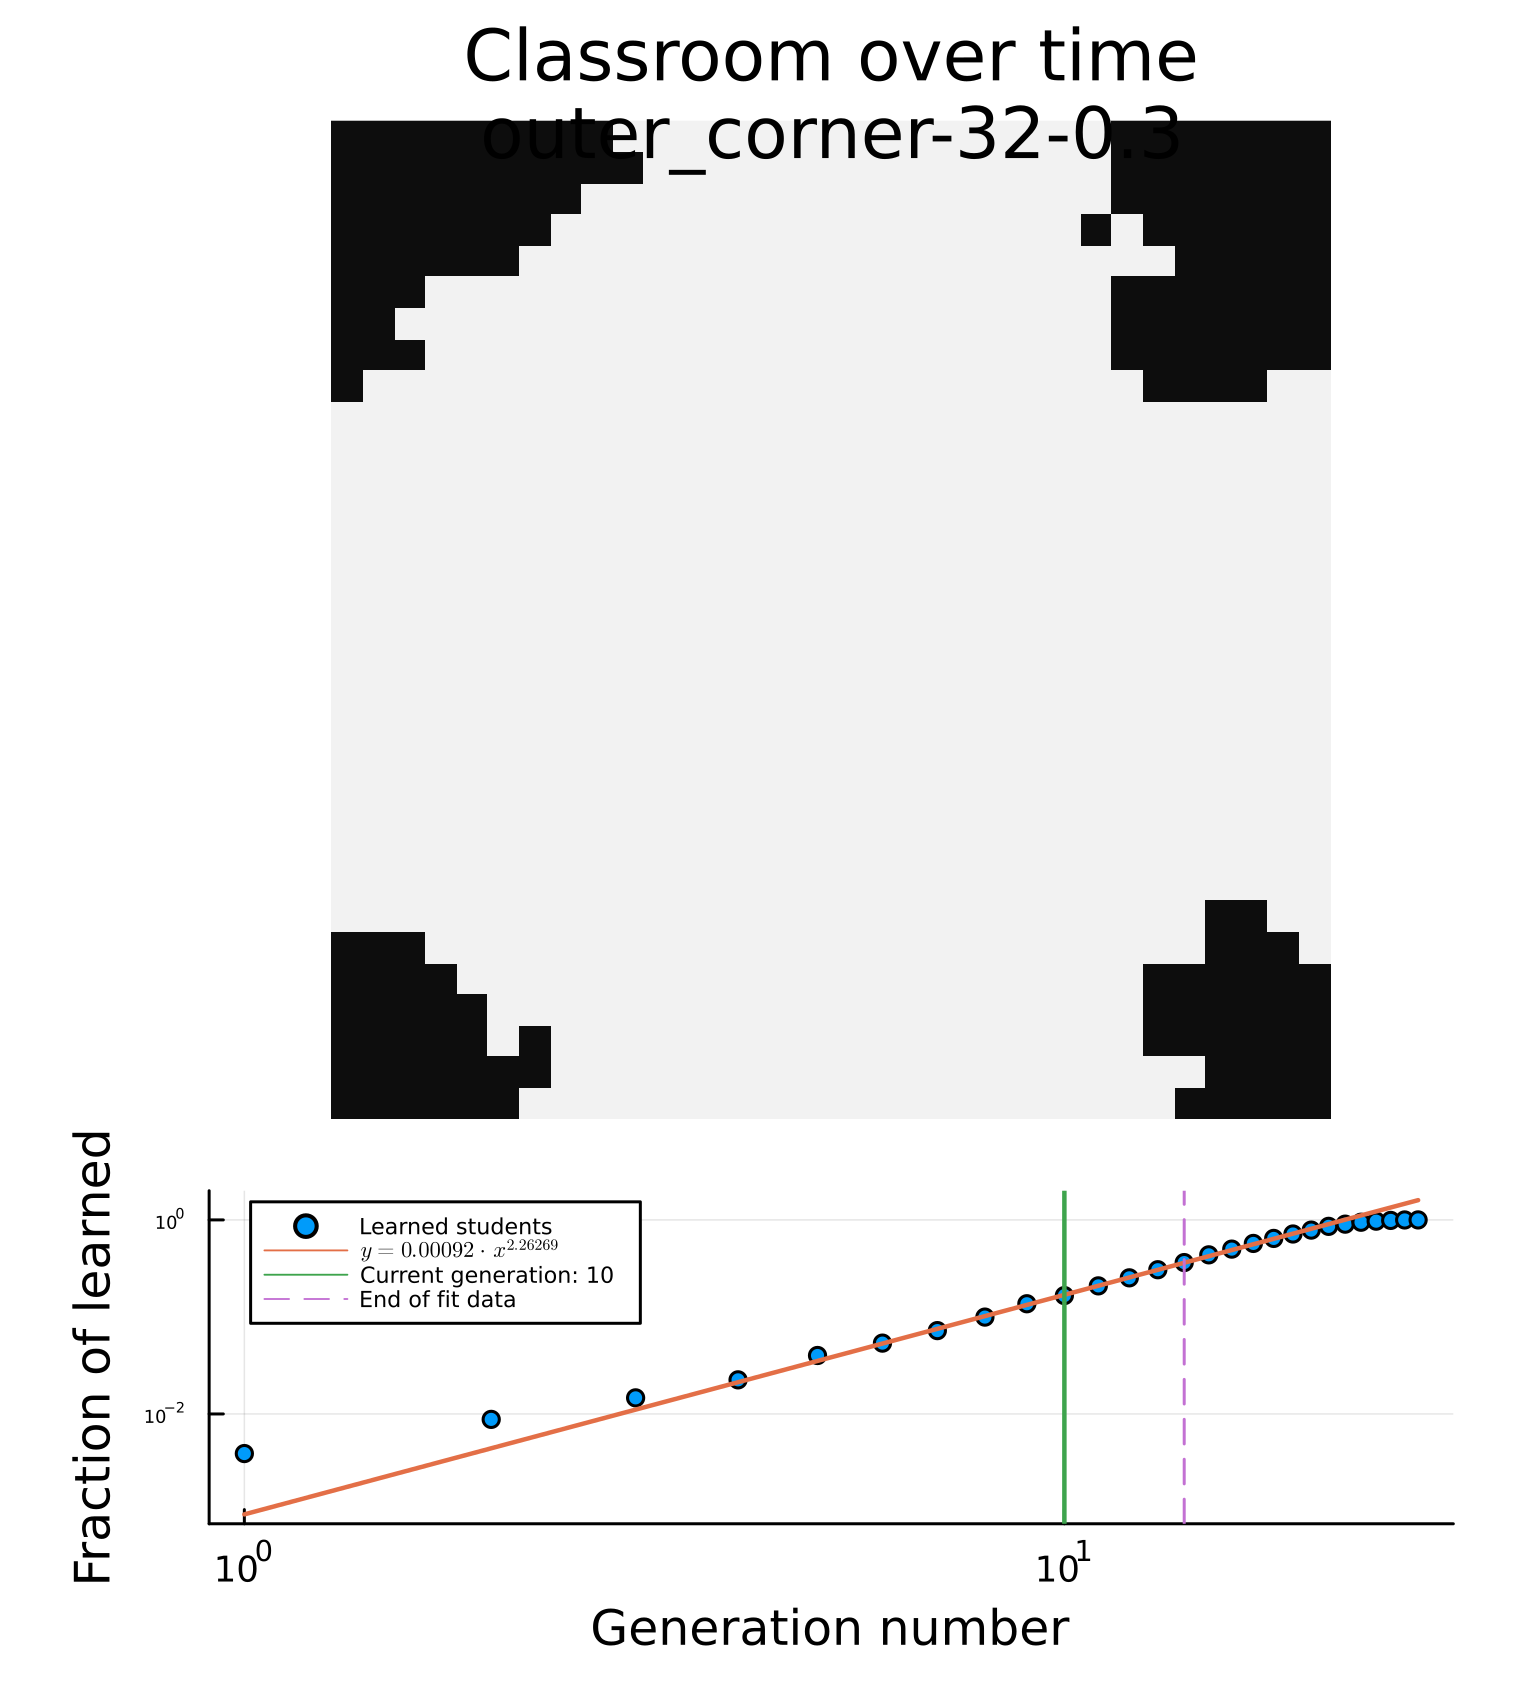 Classroom over time
outer_corner-32-0.3
Fraction of learned
10^0
10^−2
Learned students
y = 0.00092 · x^2.26269
Current generation: 10
End of fit data
10^0
10^1
Generation number